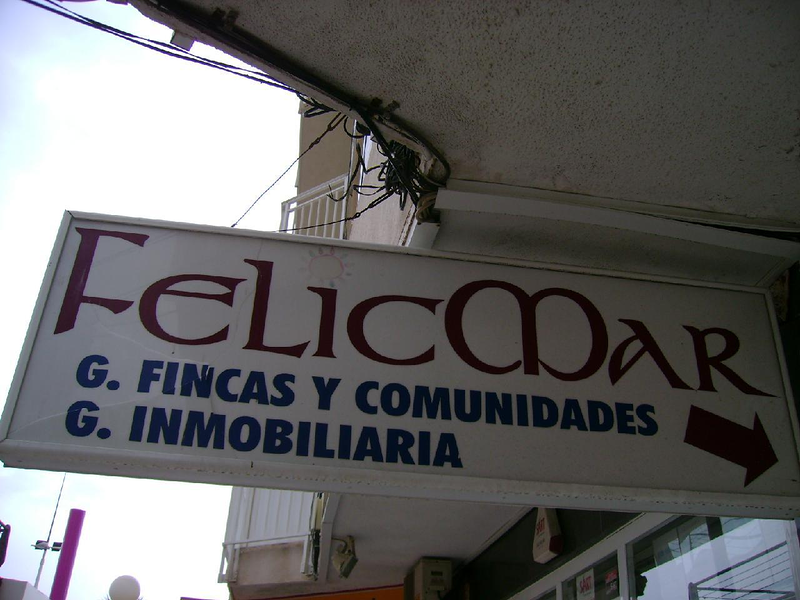 FELICMAR
G. FINCAS Y COMUNIDADES
G. INMOBILIARIA